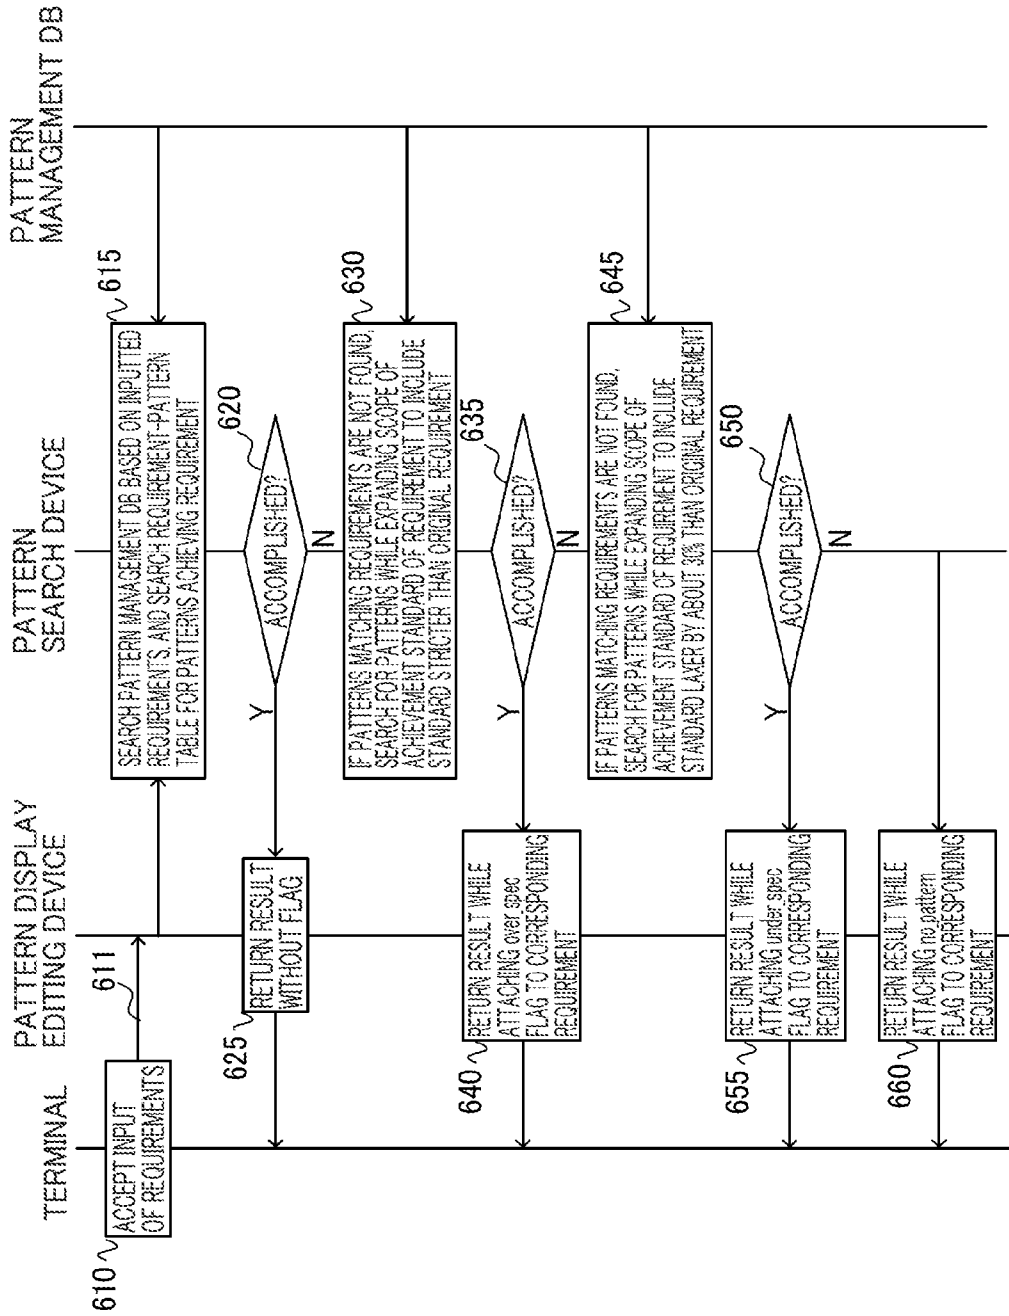 TERMINAL
PATTERN DISPLAY
EDITING DEVICE
PATTERN
SEARCH DEVICE
PATTERN
MANAGEMENT DB
610
ACCEPT INPUT
OF REQUIREMENTS
611
615
SEARCH PATTERN MANAGEMENT DB BASED ON INPUTTED
REQUIREMENTS, AND SEARCH REQUIREMENT-PATTERN
TABLE FOR PATTERNS ACHIEVING REQUIREMENT
620
ACCOMPLISHED?
Y
N
625
RETURN RESULT
WITHOUT FLAG
630
IF PATTERNS MATCHING REQUIREMENTS ARE NOT FOUND,
SEARCH FOR PATTERNS WHILE EXPANDING SCOPE OF
ACHIEVEMENT STANDARD OF REQUIREMENT TO INCLUDE
STANDARD STRICTER THAN ORIGINAL REQUIREMENT
635
ACCOMPLISHED?
Y
N
640
RETURN RESULT WHILE
ATTACHING over_spec
FLAG TO CORRESPONDING
REQUIREMENT
645
IF PATTERNS MATCHING REQUIREMENTS ARE NOT FOUND,
SEARCH FOR PATTERNS WHILE EXPANDING SCOPE OF
ACHIEVEMENT STANDARD OF REQUIREMENT TO INCLUDE
STANDARD LAXER BY ABOUT 30% THAN ORIGINAL REQUIREMENT
650
ACCOMPLISHED?
Y
N
655
RETURN RESULT WHILE
ATTACHING under_spec
FLAG TO CORRESPONDING
REQUIREMENT
660
RETURN RESULT WHILE
ATTACHING no_pattern
FLAG TO CORRESPONDING
REQUIREMENT